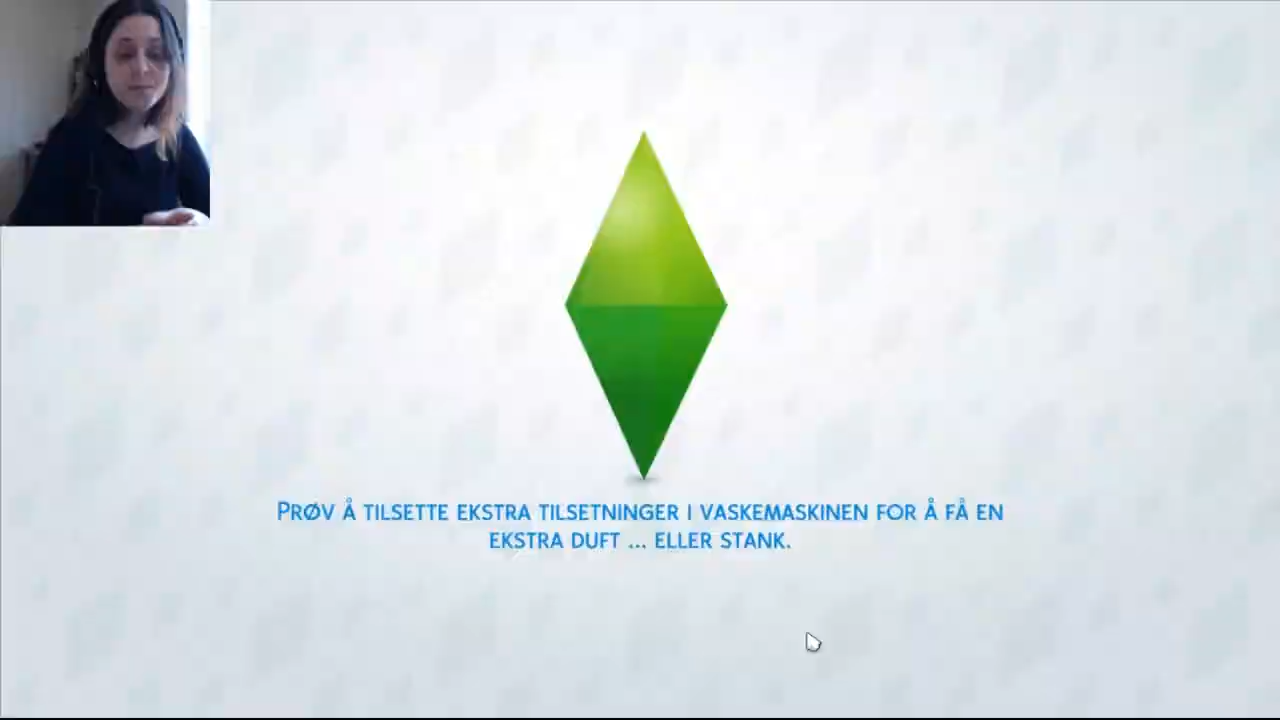 PRØV Å TILSETTE EKSTRA TILSETNINGER I VASKEMASKINEN FOR Å FÅ EN
EKSTRA DUFT ... ELLER STANK.